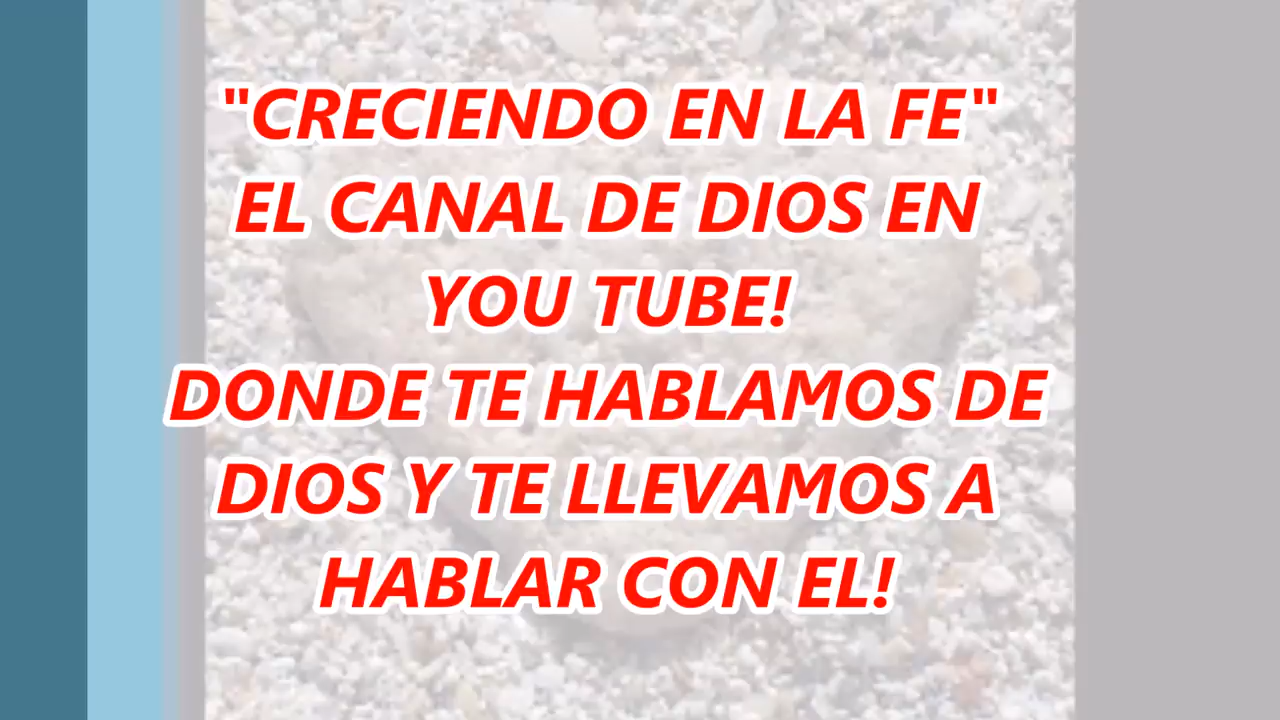 "CRECIENDO EN LA FE"
EL CANAL DE DIOS EN
YOU TUBE!
DONDE TE HABLAMOS DE
DIOS Y TE LLEVAMOS A
HABLAR CON EL!